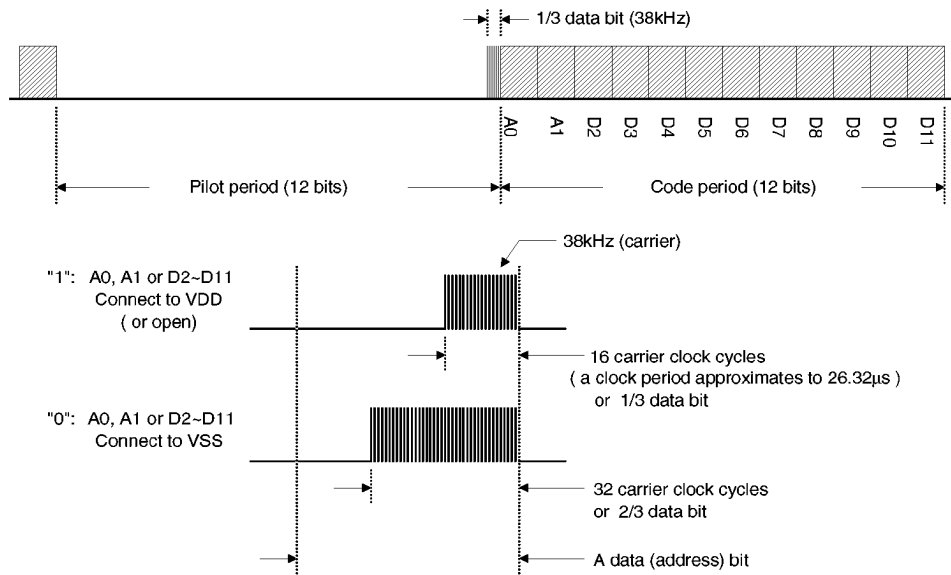 1/3 data bit (38kHz)
A0 A1 D2 D3 D4 D5 D6 D7 D8 D9 D10 D11
Pilot period (12 bits)
Code period (12 bits)
38kHz (carrier)
"1": A0, A1 or D2~D11
Connect to VDD
( or open)
16 carrier clock cycles
( a clock period approximates to 26.32μs )
or 1/3 data bit
"0": A0, A1 or D2~D11
Connect to VSS
32 carrier clock cycles
or 2/3 data bit
A data (address) bit